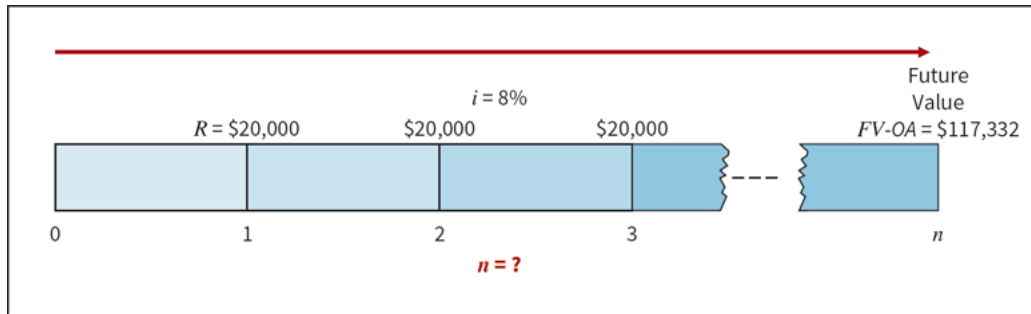 Future
Value
i = 8%
R = $20,000 $20,000 $20,000 FV-OA = $117,332
0 1 2 3 n
n = ?